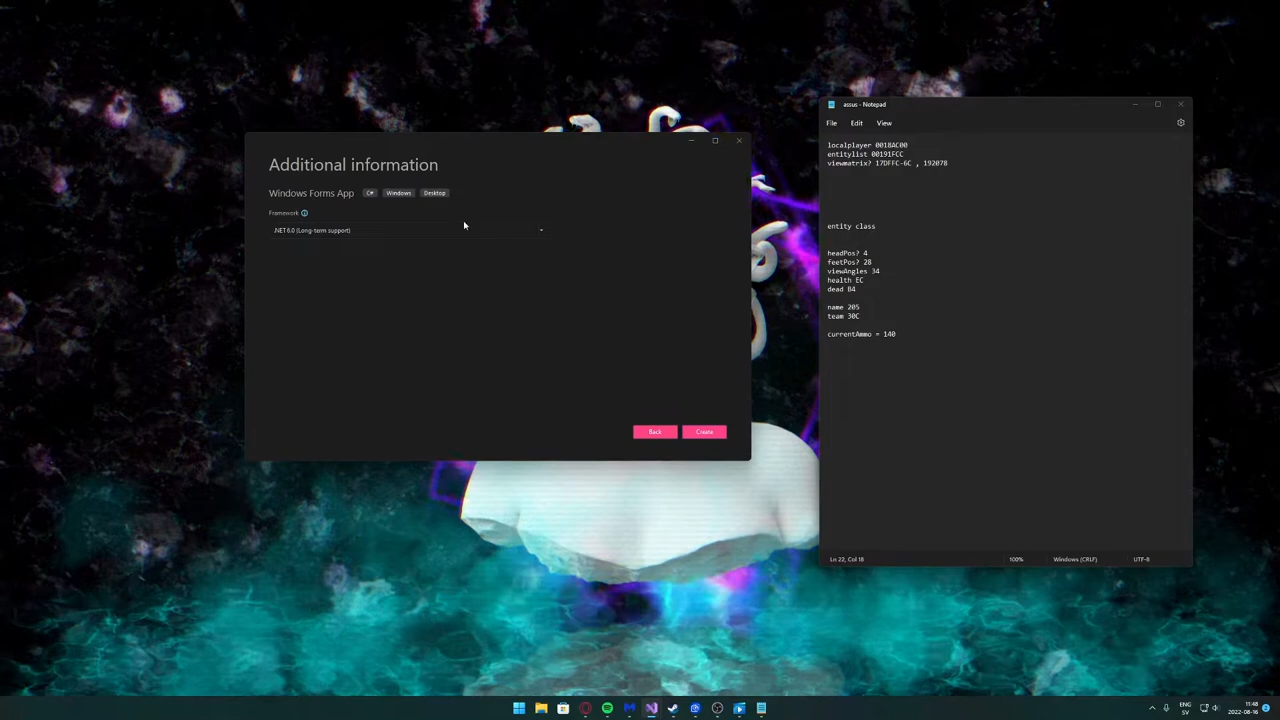 Additional information
Windows Forms App C# Windows Desktop
Framework
.NET 6.0 (Long-term support)
Back Create
assus - Notepad
File Edit View
localplayer 0018AC00
entitylist 00191FCC
viewmatrix? 17DFFC-6C , 192078
entity class
headPos? 4
feetPos? 28
viewAngles 34
health EC
dead B4
name 205
team 30C
currentAmmo = 140
Ln 22, Col 18 100% Windows (CRLF) UTF-8
ENG
SV
11:48
2022-08-16